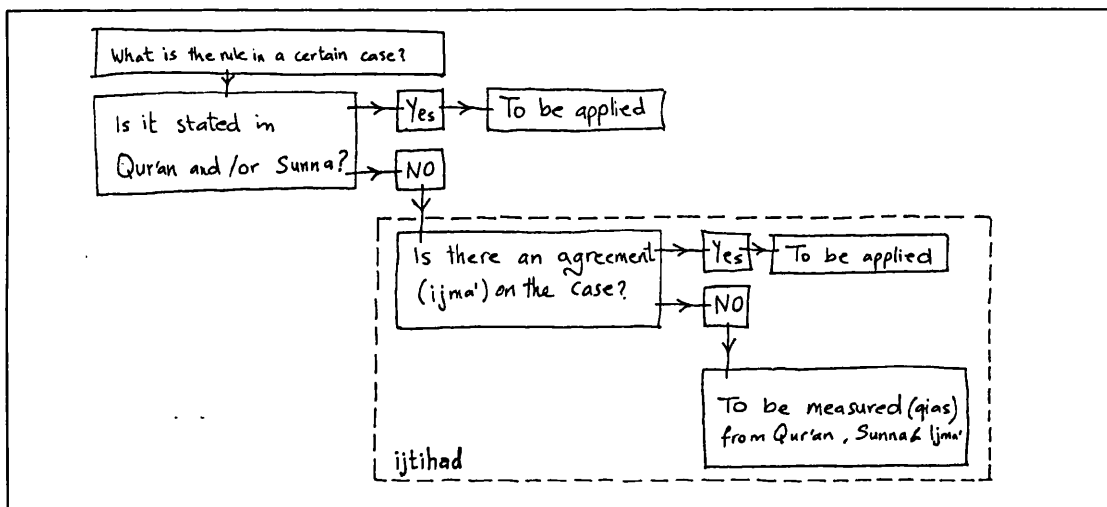 What is the rule in a certain case?
Is it stated in
Qur'an and/or Sunna?
Yes
To be applied
NO
Is there an agreement
(ijma') on the case?
Yes
To be applied
NO
To be measured (qias)
from Qur'an, Sunna & Ijma'
ijtihad